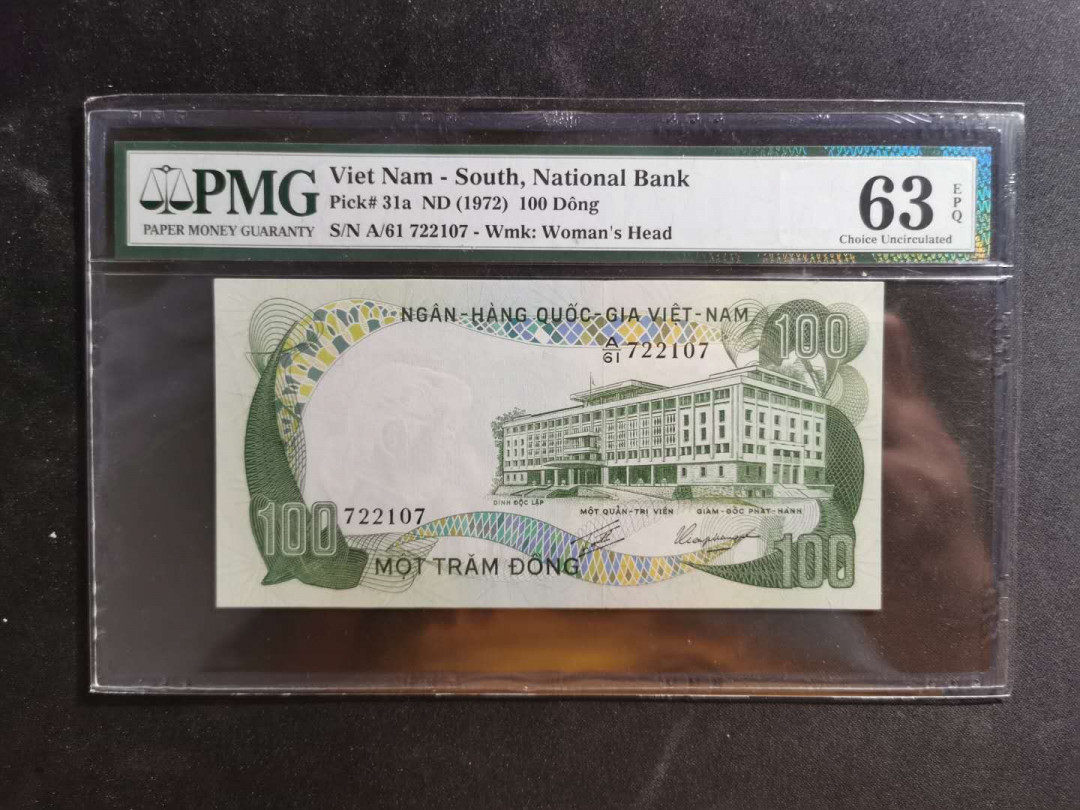 PMG
PAPER MONEY GUARANTY
Viet Nam - South, National Bank
Pick# 31a ND (1972) 100 Dông
S/N A/61 722107 - Wmk: Woman's Head
63
EPQ
Choice Uncirculated
NGÂN-HÀNG QUỐC-GIA VIỆT-NAM
100
A/61 722107
DINH ĐỘC LẬP
MỘT QUẢN-TRỊ VIÊN
GIÁM-ĐỐC PHÁT-HÀNH
100 722107
MỘT TRĂM ĐỒNG
100